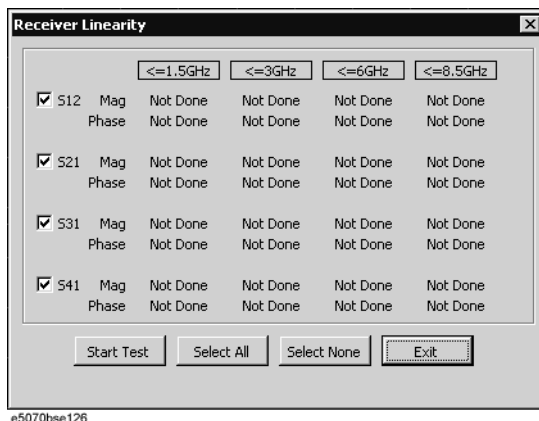 Receiver Linearity
<=1.5GHz <=3GHz <=6GHz <=8.5GHz
S12 Mag Not Done Not Done Not Done Not Done
Phase Not Done Not Done Not Done Not Done
S21 Mag Not Done Not Done Not Done Not Done
Phase Not Done Not Done Not Done Not Done
S31 Mag Not Done Not Done Not Done Not Done
Phase Not Done Not Done Not Done Not Done
S41 Mag Not Done Not Done Not Done Not Done
Phase Not Done Not Done Not Done Not Done
Start Test Select All Select None Exit
e5070bse126